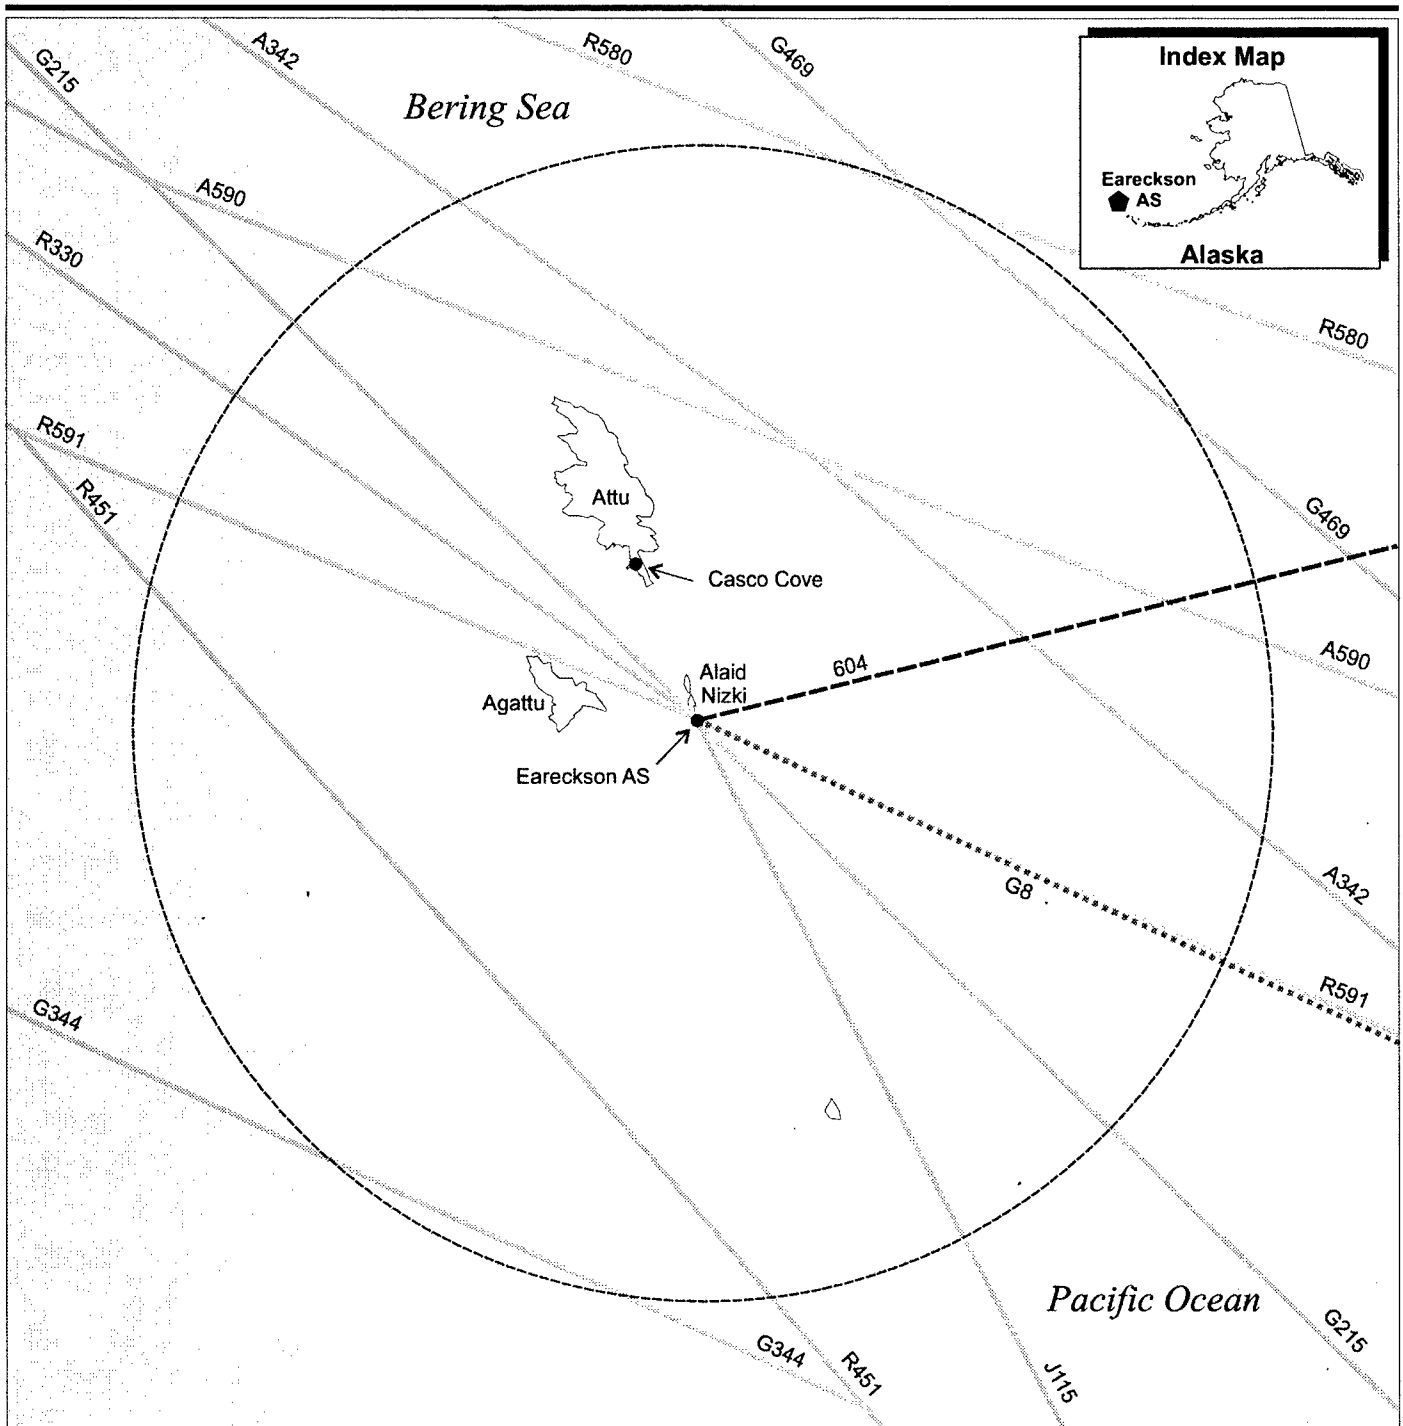 G215
A342
R580
G469
Index Map
Bering Sea
Eareckson
AS
Alaska
A590
R330
R580
R591
R451
Attu
G469
Casco Cove
A590
604
Alaid
Nizki
Agattu
Eareckson AS
G8
A342
R591
G344
Pacific Ocean
G215
G344
R451
J115